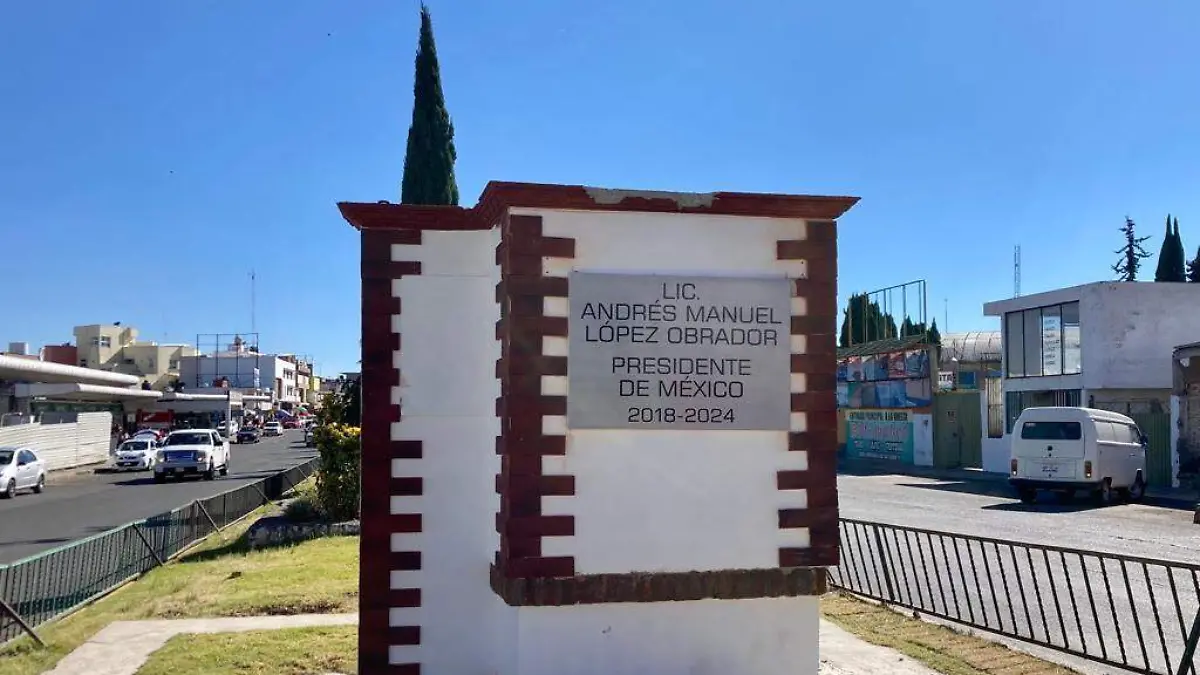 LIC.
ANDRÉS MANUEL
LÓPEZ OBRADOR
PRESIDENTE
DE MÉXICO
2018-2024